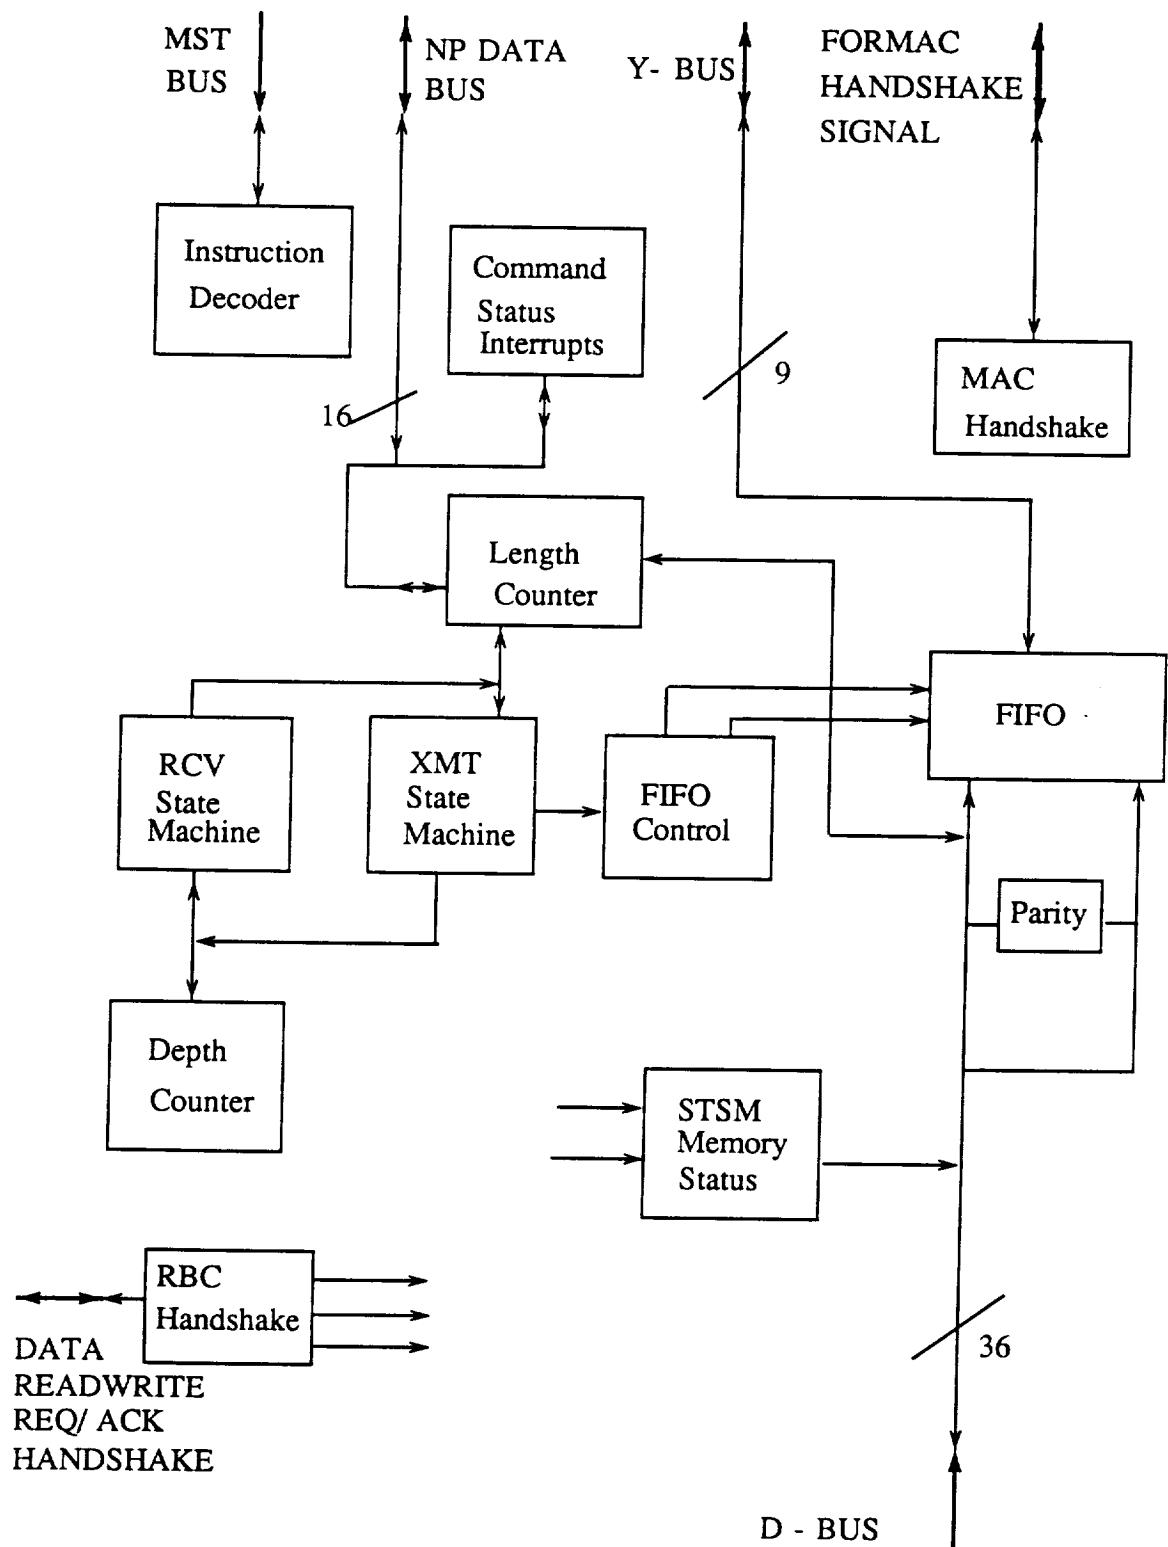 MST
BUS
NP DATA
BUS
Y- BUS
FORMAC
HANDSHAKE
SIGNAL
Instruction
Decoder
Command
Status
Interrupts
16
9
MAC
Handshake
Length
Counter
RCV
State
Machine
XMT
State
Machine
FIFO
Control
FIFO
Parity
Depth
Counter
STSM
Memory
Status
RBC
Handshake
DATA
READWRITE
REQ/ ACK
HANDSHAKE
36
D - BUS